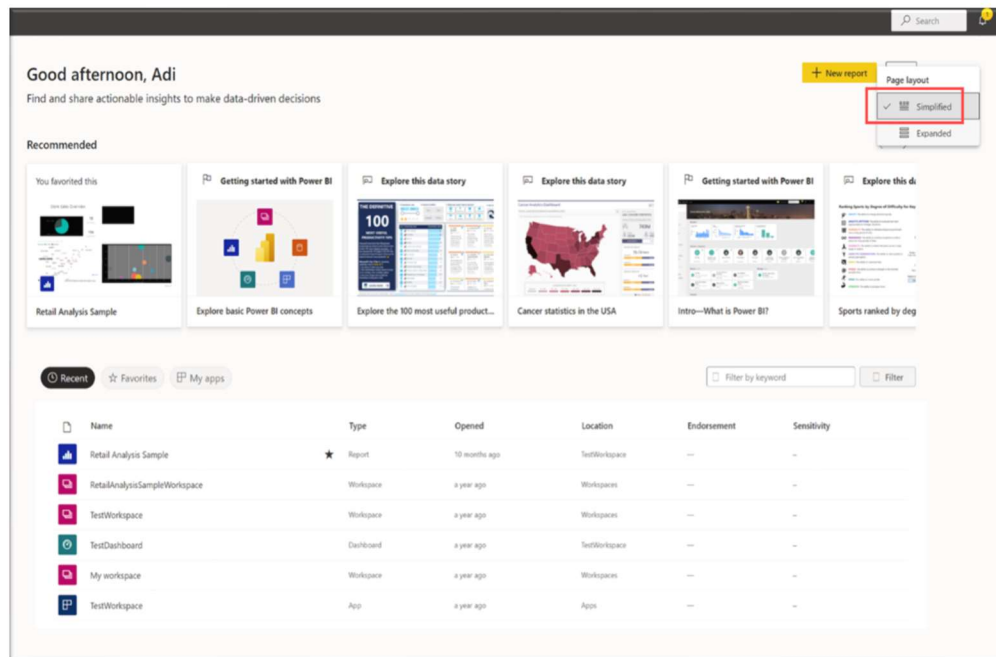 Search
Good afternoon, Adi
Find and share actionable insights to make data-driven decisions
New report
Page layout
Simplified
Expanded
Recommended
You favorited this
Getting started with Power BI
Explore this data story
Explore this data story
Getting started with Power BI
Explore this da
THE DEFINITIVE
100
Retail Analysis Sample
Explore basic Power BI concepts
Explore the 100 most useful product...
Cancer statistics in the USA
Intro—What is Power BI?
Sports ranked by deg
Recent
Favorites
My apps
Filter by keyword
Filter
Name Type Opened Location Endorsement Sensitivity
Retail Analysis Sample Report 10 months ago TestWorkspace — –
RetailAnalysisSampleWorkspace Workspace a year ago Workspaces — –
TestWorkspace Workspace a year ago Workspaces — –
TestDashboard Dashboard a year ago TestWorkspace — –
My workspace Workspace a year ago Workspaces — –
TestWorkspace App a year ago Apps — –